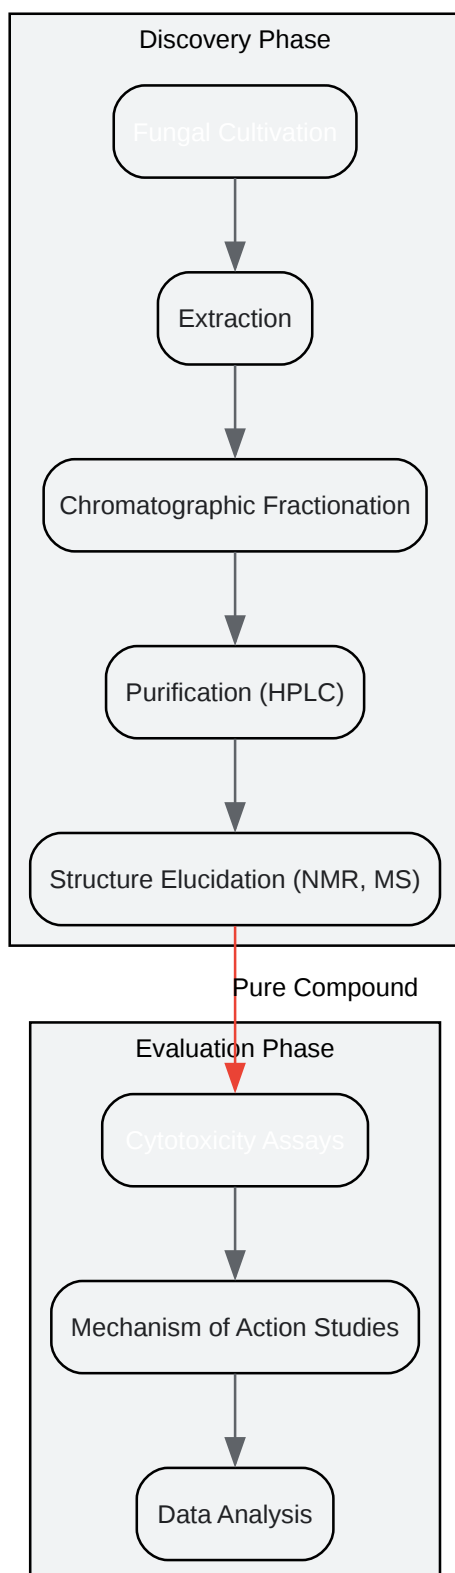 Discovery Phase
Fungal Cultivation
Extraction
Chromatographic Fractionation
Purification (HPLC)
Structure Elucidation (NMR, MS)
Pure Compound
Evaluation Phase
Cytotoxicity Assays
Mechanism of Action Studies
Data Analysis